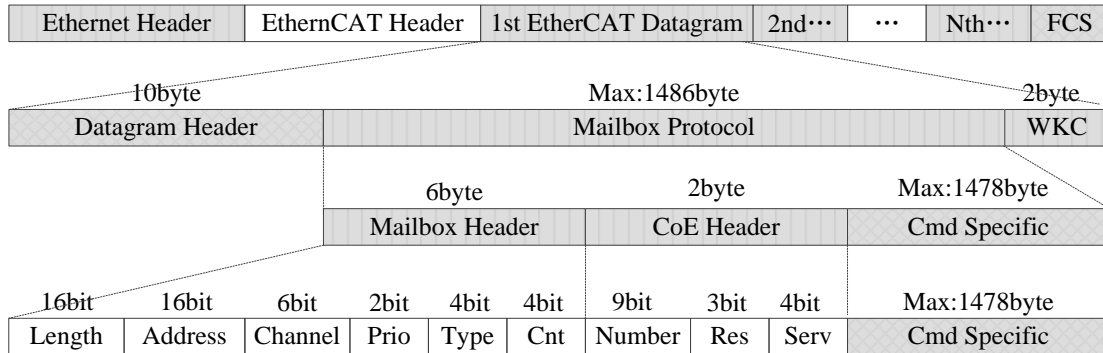 Ethernet Header EthernCAT Header 1st EtherCAT Datagram 2nd··· ··· Nth··· FCS
10byte Max:1486byte 2byte
Datagram Header Mailbox Protocol WKC
6byte 2byte Max:1478byte
Mailbox Header CoE Header Cmd Specific
16bit 16bit 6bit 2bit 4bit 4bit 9bit 3bit 4bit Max:1478byte
Length Address Channel Prio Type Cnt Number Res Serv Cmd Specific